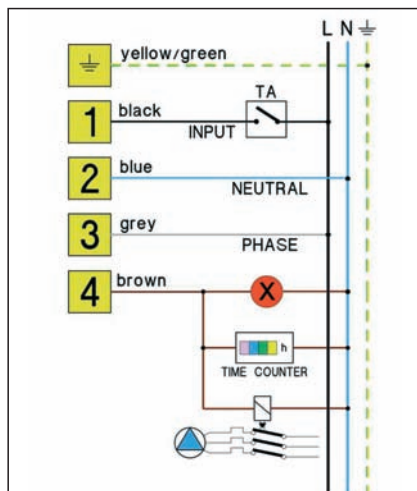 L N
yellow/green
TA
1 black
INPUT
2 blue
NEUTRAL
3 grey
PHASE
4 brown
X
h
TIME COUNTER